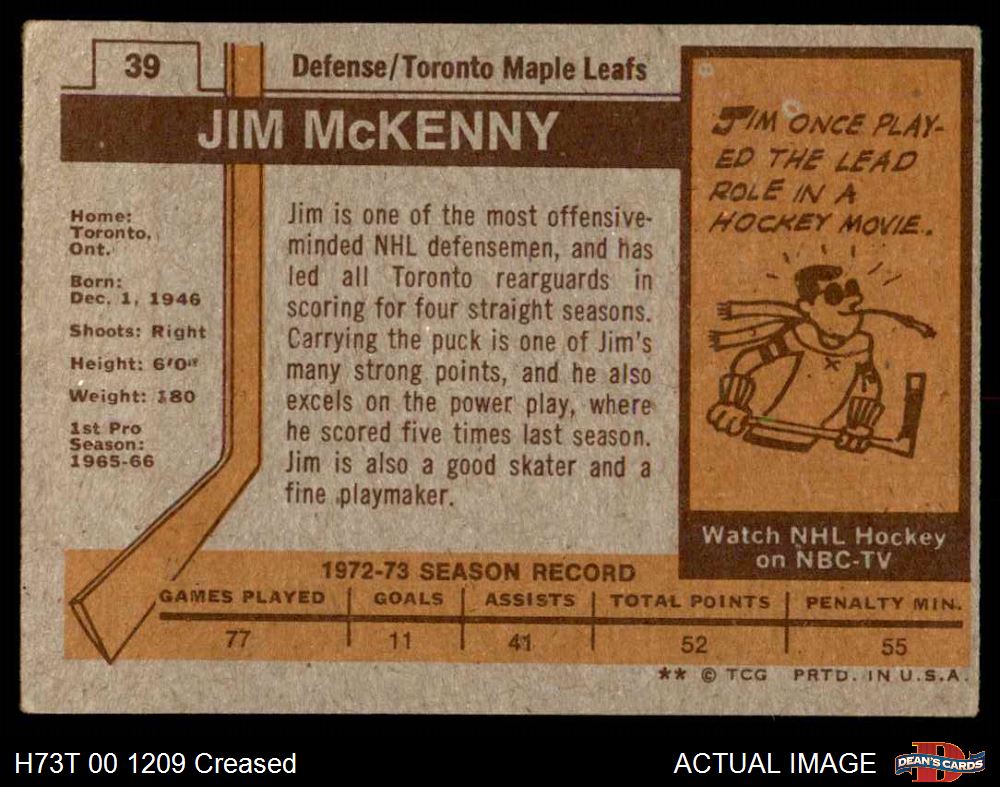 39
Defense/Toronto Maple Leafs
JIM McKENNY
Home:
Toronto,
Ont.
Born:
Dec. 1, 1946
Shoots: Right
Height: 6'0"
Weight: 180
1st Pro
Season:
1965-66
Jim is one of the most offensive-
minded NHL defensemen, and has
led all Toronto rearguards in
scoring for four straight seasons.
Carrying the puck is one of Jim's
many strong points, and he also
excels on the power play, where
he scored five times last season.
Jim is also a good skater and a
fine playmaker.
JIM ONCE PLAY-
ED THE LEAD
ROLE IN A
HOCKEY MOVIE.
Watch NHL Hockey
on NBC-TV
1972-73 SEASON RECORD
GAMES PLAYED GOALS ASSISTS TOTAL POINTS PENALTY MIN.
77 11 41 52 55
** © TCG PRTD. IN U.S.A.
H73T 00 1209 Creased
ACTUAL IMAGE
D
DEAN'S CARDS